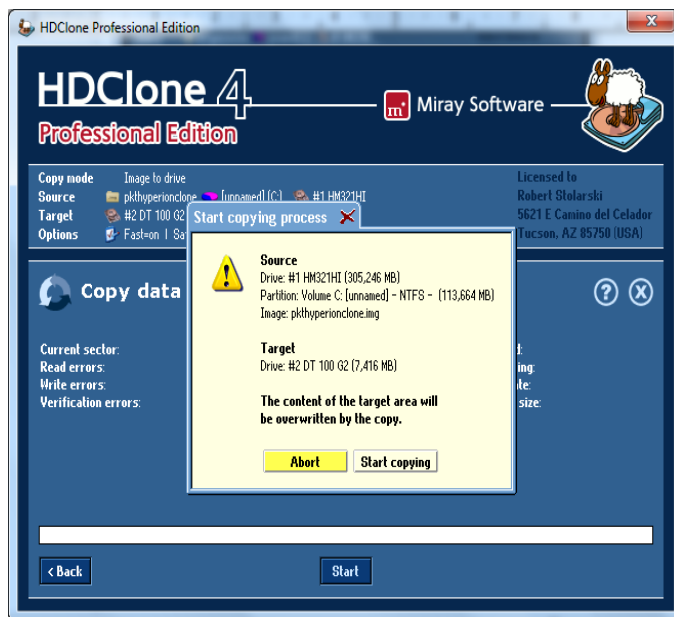 HDClone Professional Edition
HDClone 4
Professional Edition
m Miray Software
Copy mode Image to drive
Source pkthyperionclone [unnamed] (C:) #1 HM321HI
Target #2 DT 100 G2
Options Fast=on |
Licensed to
Robert Stolarski
5621 E Camino del Celador
Tucson, AZ 85750 (USA)
Start copying process
Copy data
? X
Source
Drive: #1 HM321HI (305,246 MB)
Partition: Volume C: [unnamed] - NTFS - (113,664 MB)
Image: pkthyperionclone.img
Target
Drive: #2 DT 100 G2 (7,416 MB)
The content of the target area will
be overwritten by the copy.
Abort Start copying
Current sector:
Read errors:
Write errors:
Verification errors:
size:
< Back Start